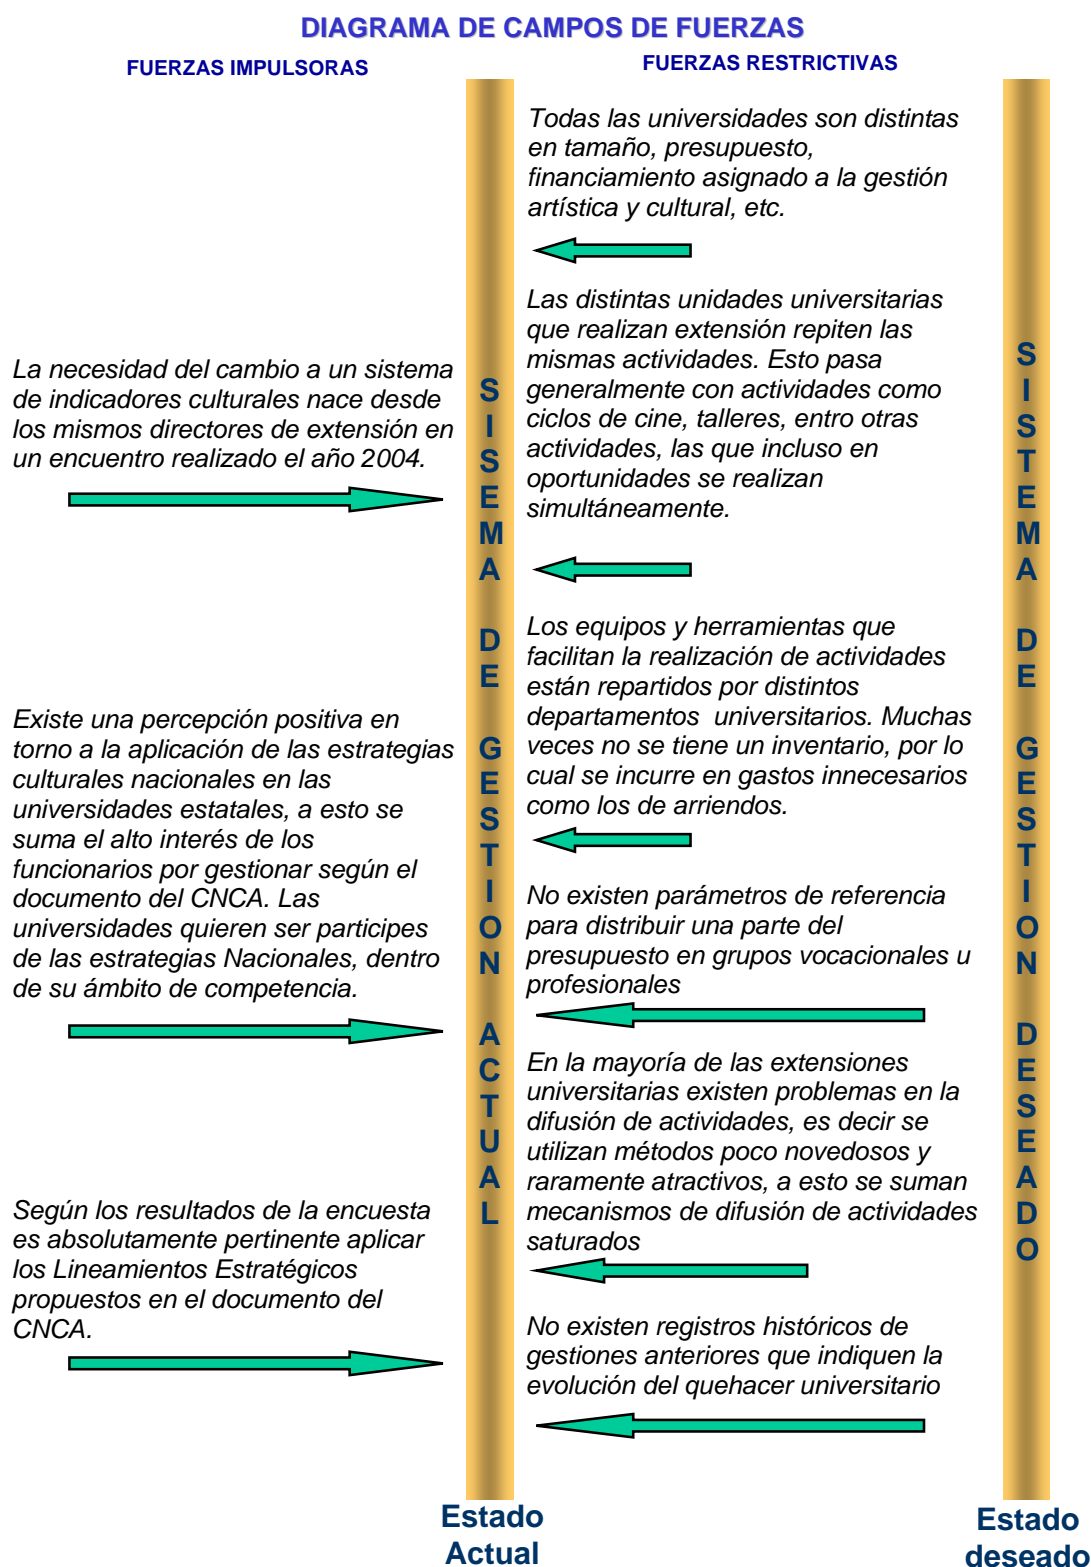 DIAGRAMA DE CAMPOS DE FUERZAS
FUERZAS IMPULSORAS
FUERZAS RESTRICTIVAS
La necesidad del cambio a un sistema
de indicadores culturales nace desde
los mismos directores de extensión en
un encuentro realizado el año 2004.
Existe una percepción positiva en
torno a la aplicación de las estrategias
culturales nacionales en las
universidades estatales, a esto se
suma el alto interés de los
funcionarios por gestionar según el
documento del CNCA. Las
universidades quieren ser participes
de las estrategias Nacionales, dentro
de su ámbito de competencia.
Según los resultados de la encuesta
es absolutamente pertinente aplicar
los Lineamientos Estratégicos
propuestos en el documento del
CNCA.
SISEMA DE GESTION ACTUAL
Estado
Actual
Todas las universidades son distintas
en tamaño, presupuesto,
financiamiento asignado a la gestión
artística y cultural, etc.
Las distintas unidades universitarias
que realizan extensión repiten las
mismas actividades. Esto pasa
generalmente con actividades como
ciclos de cine, talleres, entro otras
actividades, las que incluso en
oportunidades se realizan
simultáneamente.
Los equipos y herramientas que
facilitan la realización de actividades
están repartidos por distintos
departamentos universitarios. Muchas
veces no se tiene un inventario, por lo
cual se incurre en gastos innecesarios
como los de arriendos.
No existen parámetros de referencia
para distribuir una parte del
presupuesto en grupos vocacionales u
profesionales
En la mayoría de las extensiones
universitarias existen problemas en la
difusión de actividades, es decir se
utilizan métodos poco novedosos y
raramente atractivos, a esto se suman
mecanismos de difusión de actividades
saturados
No existen registros históricos de
gestiones anteriores que indiquen la
evolución del quehacer universitario
SISTEMA DE GESTION DESEADO
Estado
deseado